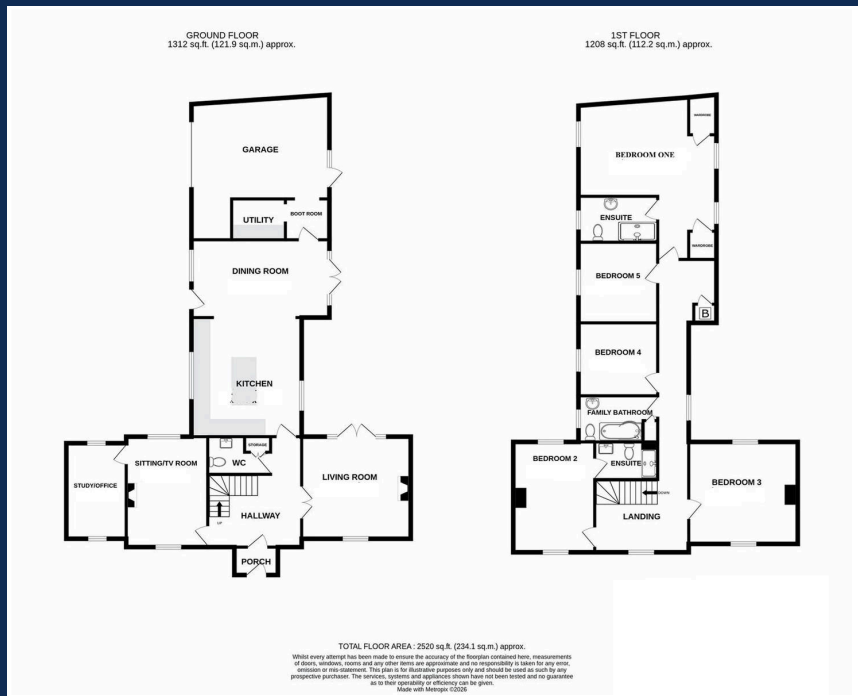 GROUND FLOOR
1312 sq.ft. (121.9 sq.m.) approx.
GARAGE
UTILITY
BOOT ROOM
DINING ROOM
KITCHEN
STORAGE
WC
SITTING/TV ROOM
STUDY/OFFICE
LIVING ROOM
UP
HALLWAY
PORCH
1ST FLOOR
1208 sq.ft. (112.2 sq.m.) approx.
WARDROBE
BEDROOM ONE
ENSUITE
WARDROBE
BEDROOM 5
B
BEDROOM 4
FAMILY BATHROOM
BEDROOM 2
ENSUITE
BEDROOM 3
DOWN
LANDING
TOTAL FLOOR AREA : 2520 sq.ft. (234.1 sq.m.) approx.
Whilst every attempt has been made to ensure the accuracy of the floorplan contained here, measurements
of doors, windows, rooms and any other items are approximate and no responsibility is taken for any error,
omission or mis-statement. This plan is for illustrative purposes only and should be used as such by any
prospective purchaser. The services, systems and appliances shown have not been tested and no guarantee
as to their operability or efficiency can be given.
Made with Metropix ©2026